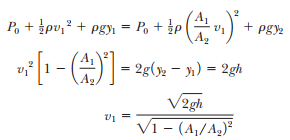 P₀ + ½ρv₁² + ρgy₁ = P₀ + ½ρ(A₁/A₂ v₁)² + ρgy₂
v₁²[1 − (A₁/A₂)²] = 2g(y₂ − y₁) = 2gh
v₁ = √2gh / √1 − (A₁/A₂)²